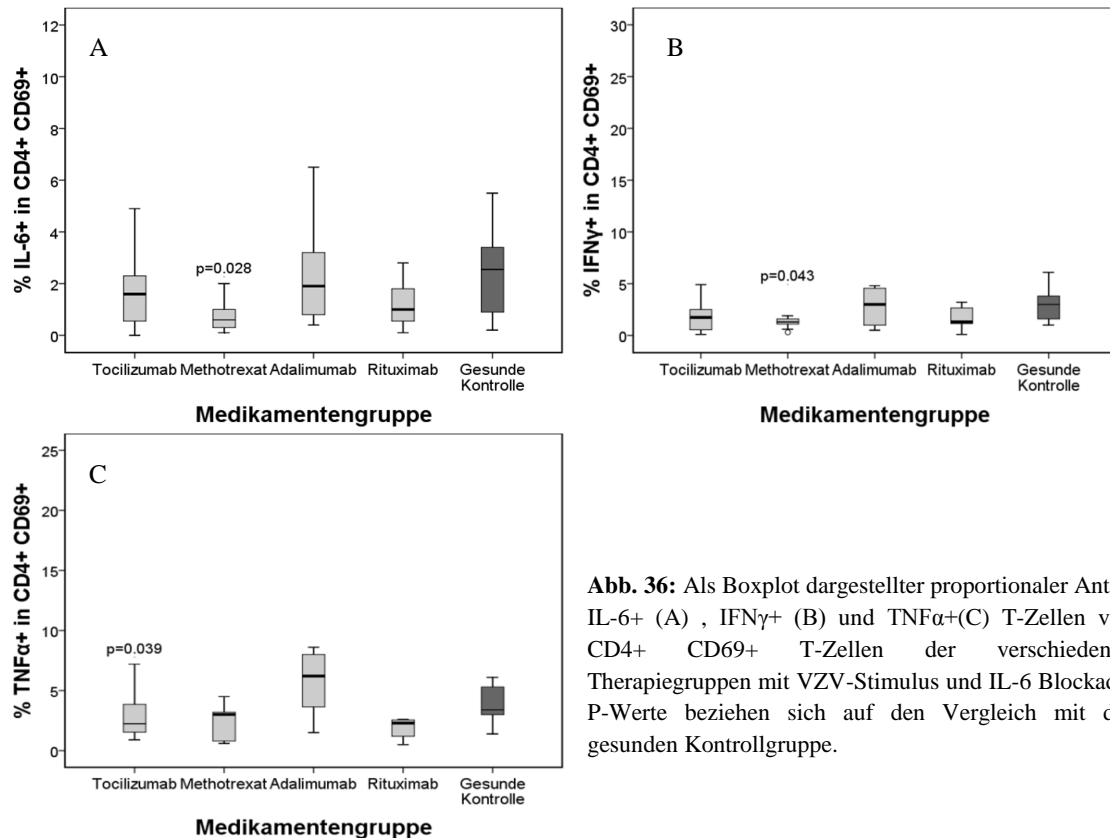 A
% IL-6+ in CD4+ CD69+
12
10
8
6
4
2
0
p=0.028
Tocilizumab Methotrexat Adalimumab Rituximab Gesunde
Kontrolle
Medikamentengruppe
B
% IFNγ+ in CD4+ CD69+
30
25
20
15
10
5
0
p=0.043
Tocilizumab Methotrexat Adalimumab Rituximab Gesunde
Kontrolle
Medikamentengruppe
C
% TNFα+ in CD4+ CD69+
25
20
15
10
5
0
p=0.039
Tocilizumab Methotrexat Adalimumab Rituximab Gesunde
Kontrolle
Medikamentengruppe
Abb. 36: Als Boxplot dargestellter proportionaler
IL-6+ (A) , IFNγ+ (B) und TNFα+(C) T-Zellen
CD4+ CD69+ T-Zellen der
Therapiegruppen mit VZV-Stimulus und IL-6
P-Werte beziehen sich auf den Vergleich mit
gesunden Kontrollgruppe.